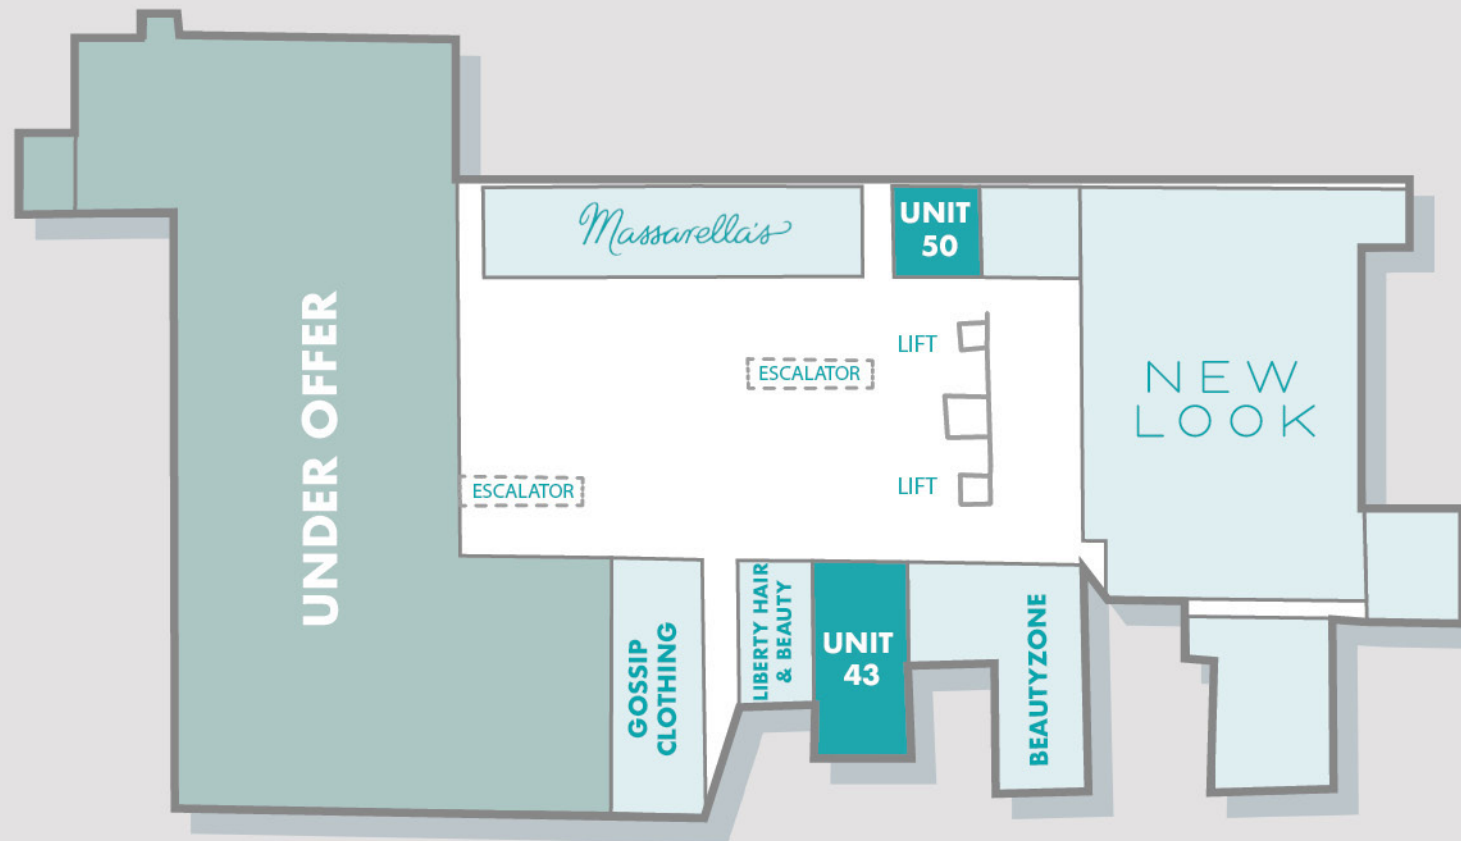 Massarella's
UNIT
50
LIFT
ESCALATOR
NEW
LOOK
UNDER OFFER
ESCALATOR
LIFT
GOSSIP
CLOTHING
LIBERTY HAIR
& BEAUTY
UNIT
43
BEAUTYZONE